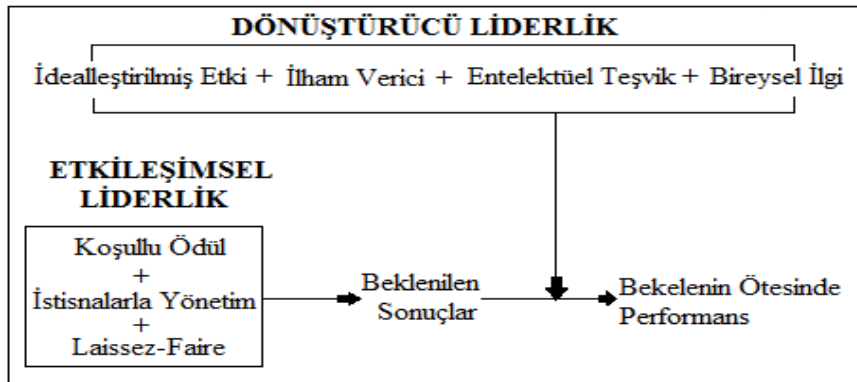 DÖNÜŞTÜRÜCÜ LİDERLİK
İdealleştirilmiş Etki + İlham Verici + Entelektüel Teşvik + Bireysel İlgi
ETKİLEŞİMSEL
LİDERLİK
Koşullu Ödül
+
İstisnalarla Yönetim
+
Laissez-Faire
Beklenilen
Sonuçlar
Bekelenin Ötesinde
Performans